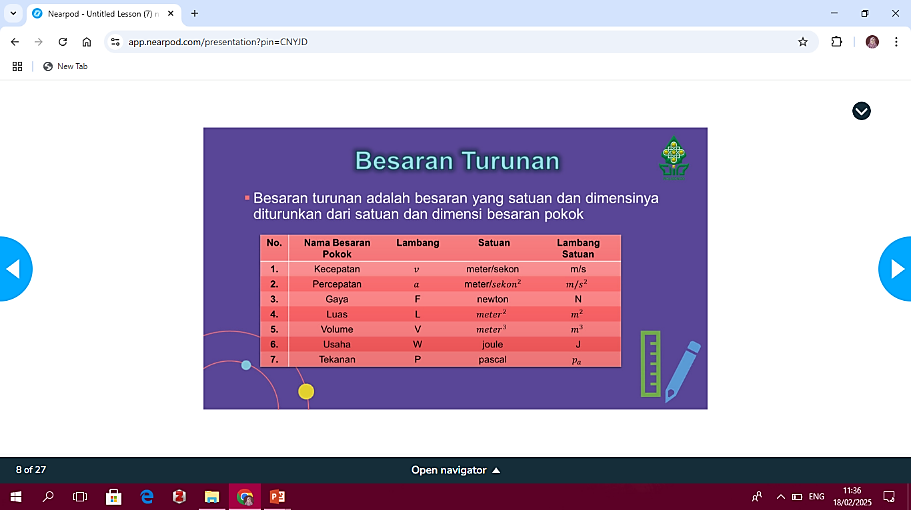 Nearpod - Untitled Lesson (7) n
app.nearpod.com/presentation?pin=CNYJD
New Tab
Besaran Turunan
Besaran turunan adalah besaran yang satuan dan dimensinya
diturunkan dari satuan dan dimensi besaran pokok
No. Nama Besaran Pokok Lambang Satuan Lambang Satuan
1. Kecepatan v meter/sekon m/s
2. Percepatan a meter/sekon² m/s²
3. Gaya F newton N
4. Luas L meter² m²
5. Volume V meter³ m³
6. Usaha W joule J
7. Tekanan P pascal pₐ
8 of 27
Open navigator
ENG
11:36
18/02/2025